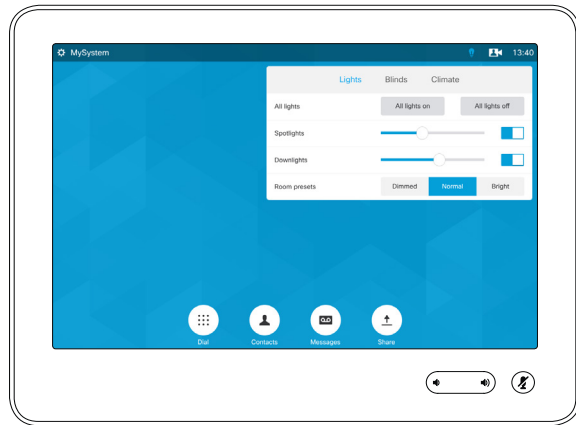 MySystem 13:40
Lights Blinds Climate
All lights All lights on All lights off
Spotlights
Downlights
Room presets Dimmed Normal Bright
Dial Contacts Messages Share